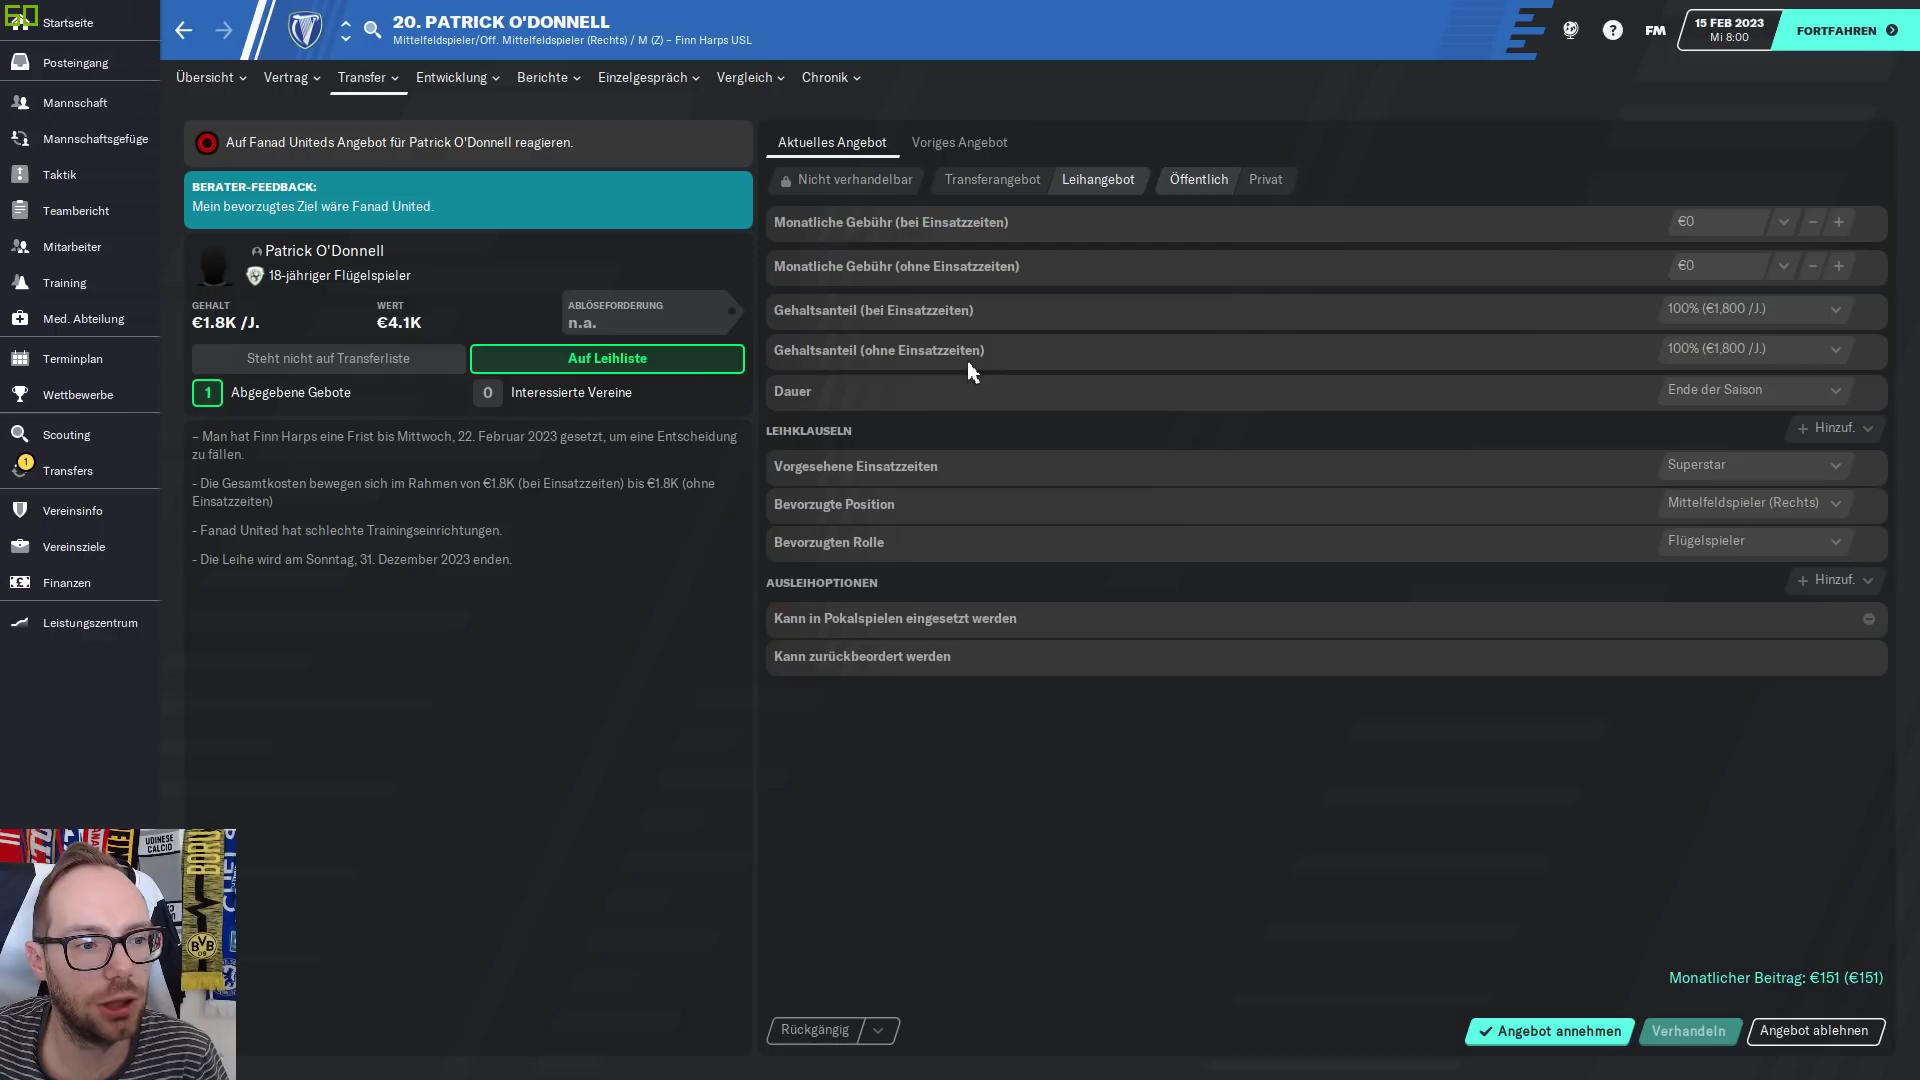 60
Startseite
Posteingang
Mannschaft
Mannschaftsgefüge
Taktik
Teambericht
Mitarbeiter
Training
Med. Abteilung
Terminplan
Wettbewerbe
Scouting
1
Transfers
Vereinsinfo
Vereinsziele
Finanzen
Leistungszentrum
20. PATRICK O'DONNELL
Mittelfeldspieler/Off. Mittelfeldspieler (Rechts) / M (Z) – Finn Harps USL
FM
15 FEB 2023
Mi 8:00
FORTFAHREN
Übersicht
Vertrag
Transfer
Entwicklung
Berichte
Einzelgespräch
Vergleich
Chronik
Auf Fanad Uniteds Angebot für Patrick O'Donnell reagieren.
BERATER-FEEDBACK:
Mein bevorzugtes Ziel wäre Fanad United.
Patrick O'Donnell
18-jähriger Flügelspieler
GEHALT
€1.8K /J.
WERT
€4.1K
ABLÖSEFORDERUNG
n.a.
Steht nicht auf Transferliste
Auf Leihliste
1 Abgegebene Gebote
0 Interessierte Vereine
– Man hat Finn Harps eine Frist bis Mittwoch, 22. Februar 2023 gesetzt, um eine Entscheidung
zu fällen.
- Die Gesamtkosten bewegen sich im Rahmen von €1.8K (bei Einsatzzeiten) bis €1.8K (ohne
Einsatzzeiten)
- Fanad United hat schlechte Trainingseinrichtungen.
- Die Leihe wird am Sonntag, 31. Dezember 2023 enden.
Aktuelles Angebot
Voriges Angebot
Nicht verhandelbar
Transferangebot
Leihangebot
Öffentlich
Privat
Monatliche Gebühr (bei Einsatzzeiten)
€0
Monatliche Gebühr (ohne Einsatzzeiten)
€0
Gehaltsanteil (bei Einsatzzeiten)
100% (€1,800 /J.)
Gehaltsanteil (ohne Einsatzzeiten)
100% (€1,800 /J.)
Dauer
Ende der Saison
LEIHKLAUSELN
Hinzuf.
Vorgesehene Einsatzzeiten
Superstar
Bevorzugte Position
Mittelfeldspieler (Rechts)
Bevorzugten Rolle
Flügelspieler
AUSLEIHOPTIONEN
Hinzuf.
Kann in Pokalspielen eingesetzt werden
Kann zurückbeordert werden
Monatlicher Beitrag: €151 (€151)
Rückgängig
Angebot annehmen
Verhandeln
Angebot ablehnen
UDINESE
CALCIO
BVB
09